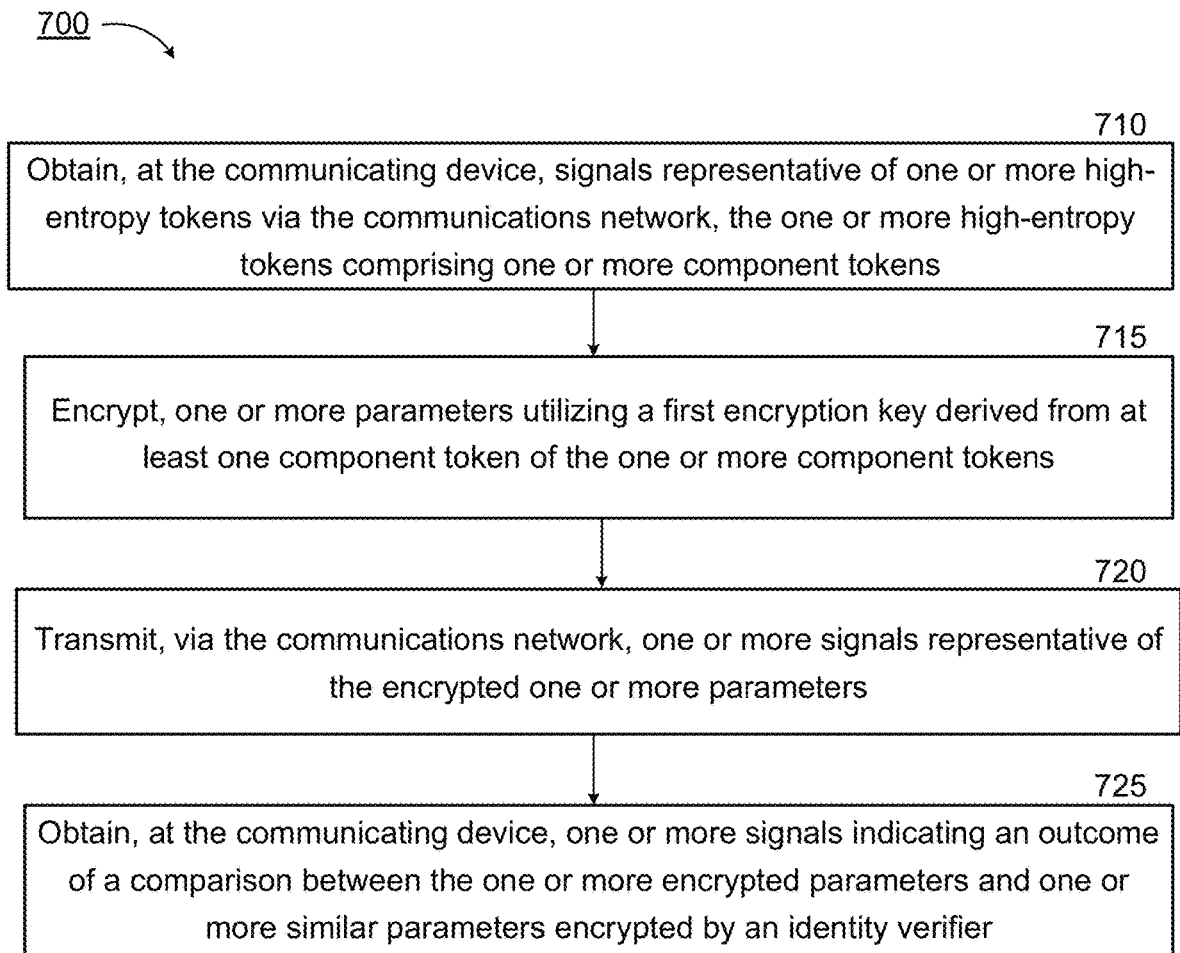 700
710
Obtain, at the communicating device, signals representative of one or more high-
entropy tokens via the communications network, the one or more high-entropy
tokens comprising one or more component tokens
715
Encrypt, one or more parameters utilizing a first encryption key derived from at
least one component token of the one or more component tokens
720
Transmit, via the communications network, one or more signals representative of
the encrypted one or more parameters
725
Obtain, at the communicating device, one or more signals indicating an outcome
of a comparison between the one or more encrypted parameters and one or
more similar parameters encrypted by an identity verifier